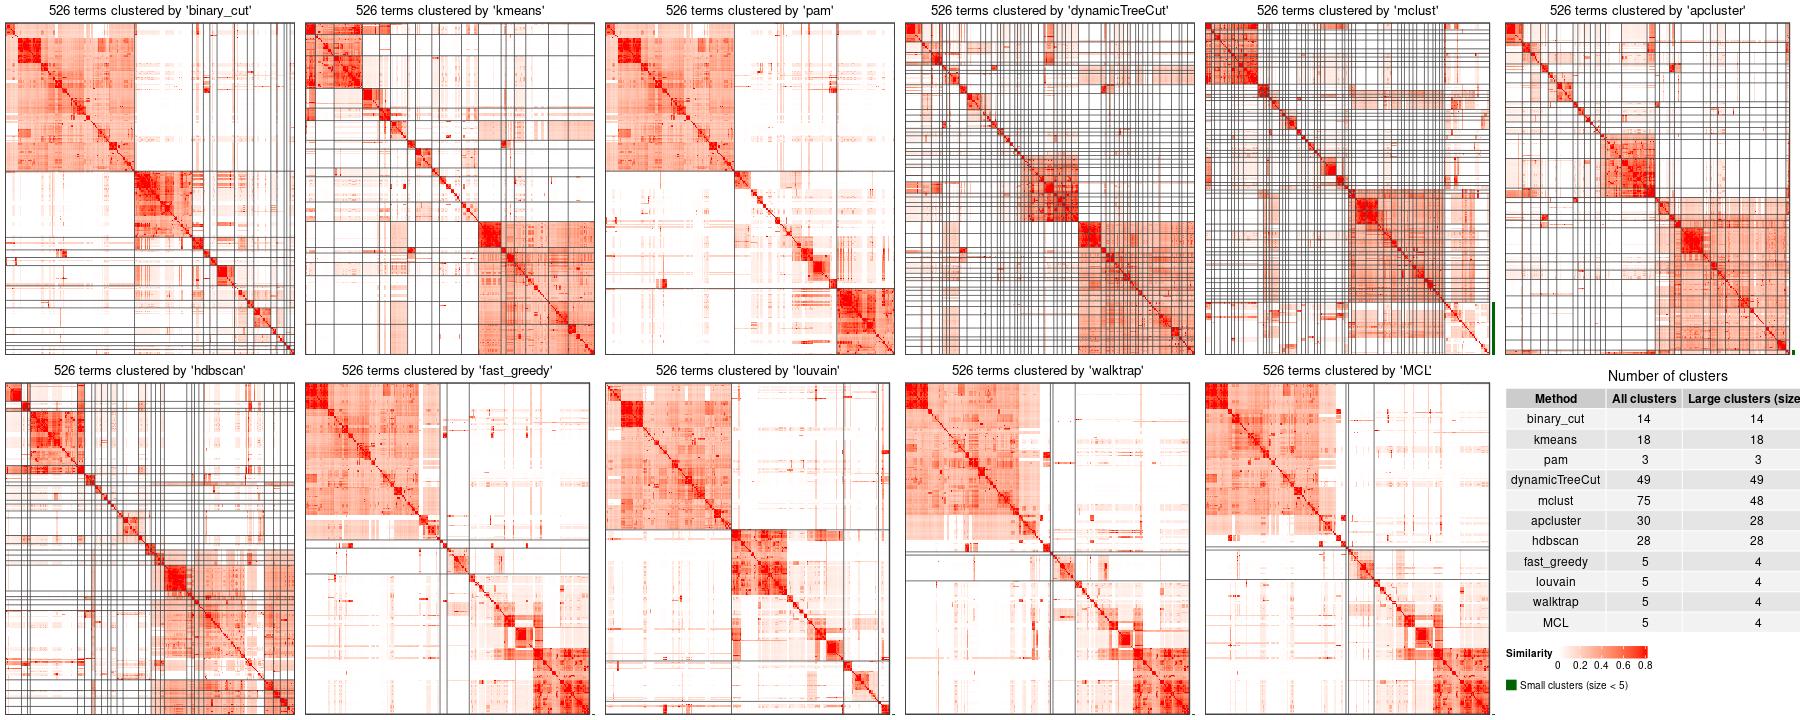 526 terms clustered by 'binary_cut'
526 terms clustered by 'kmeans'
526 terms clustered by 'pam'
526 terms clustered by 'dynamicTreeCut'
526 terms clustered by 'mclust'
526 terms clustered by 'apcluster'
526 terms clustered by 'hdbscan'
526 terms clustered by 'fast_greedy'
526 terms clustered by 'louvain'
526 terms clustered by 'walktrap'
526 terms clustered by 'MCL'
Number of clusters
Method All clusters Large clusters (size
binary_cut 14 14
kmeans 18 18
pam 3 3
dynamicTreeCut 49 49
mclust 75 48
apcluster 30 28
hdbscan 28 28
fast_greedy 5 4
louvain 5 4
walktrap 5 4
MCL 5 4
Similarity
0 0.2 0.4 0.6 0.8
Small clusters (size < 5)